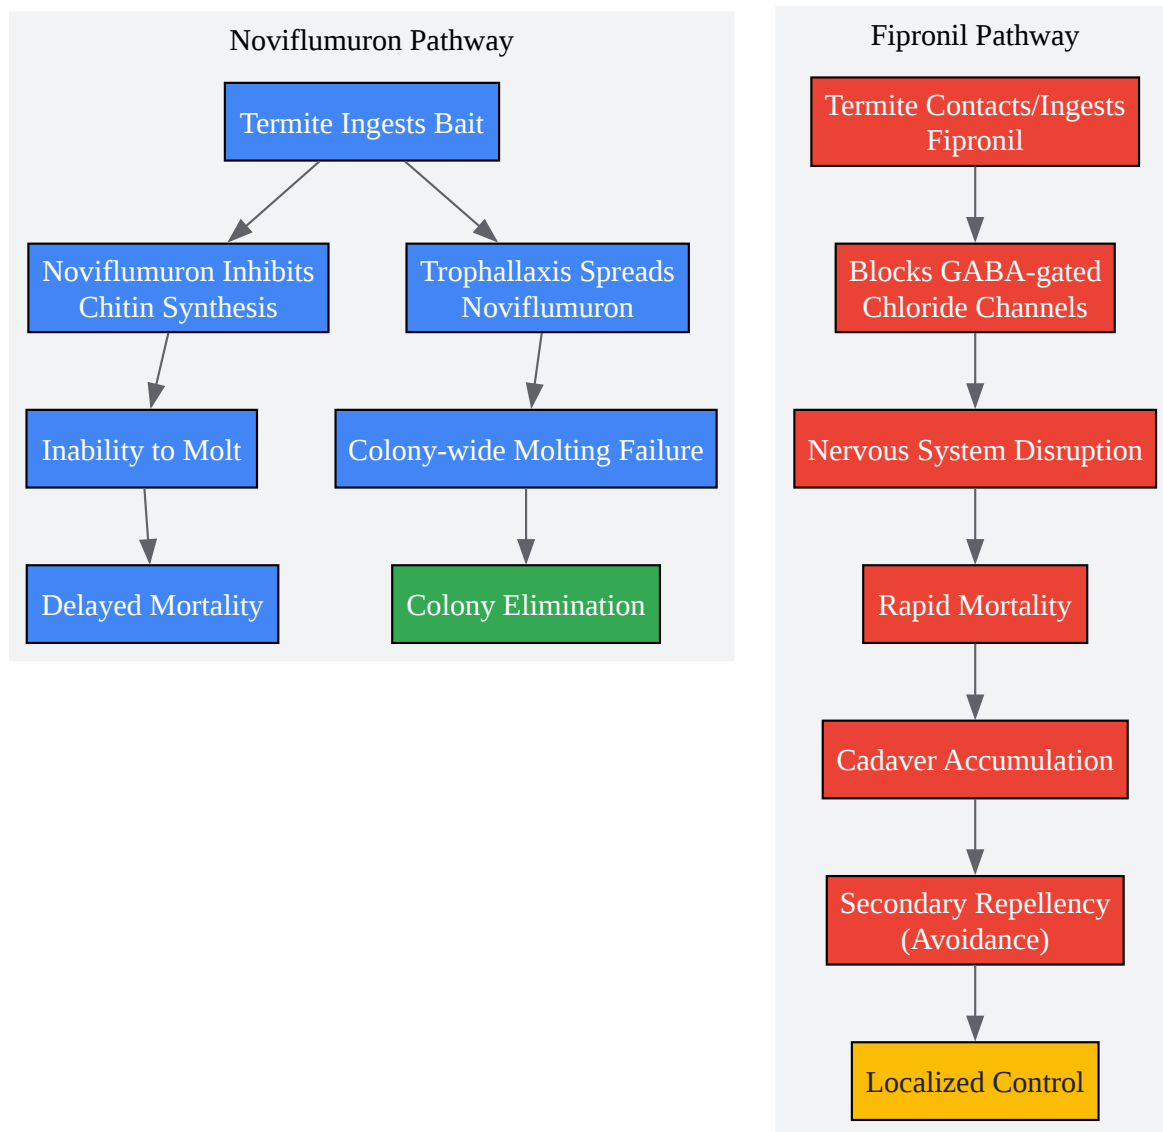 Noviflumuron Pathway
Termite Ingests Bait
Noviflumuron Inhibits
Chitin Synthesis
Trophallaxis Spreads
Noviflumuron
Inability to Molt
Colony-wide Molting Failure
Delayed Mortality
Colony Elimination
Fipronil Pathway
Termite Contacts/Ingests
Fipronil
Blocks GABA-gated
Chloride Channels
Nervous System Disruption
Rapid Mortality
Cadaver Accumulation
Secondary Repellency
(Avoidance)
Localized Control